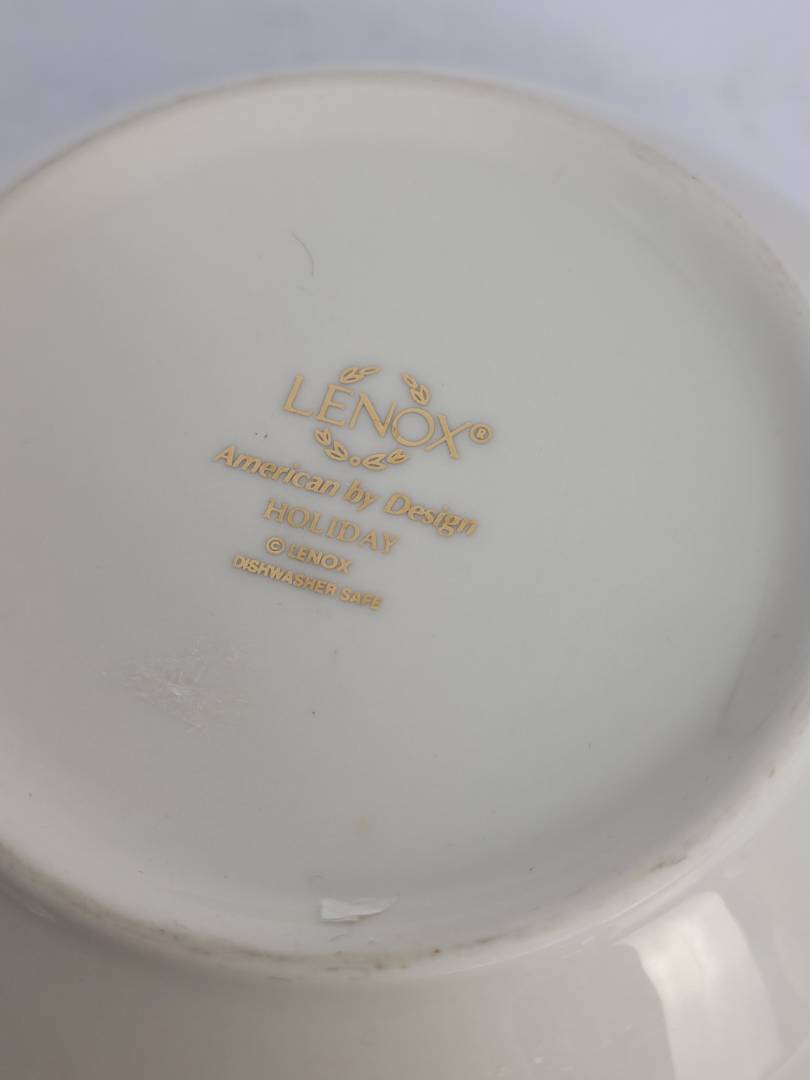 LENOX®
American by Design
HOLIDAY
© LENOX
DISHWASHER SAFE